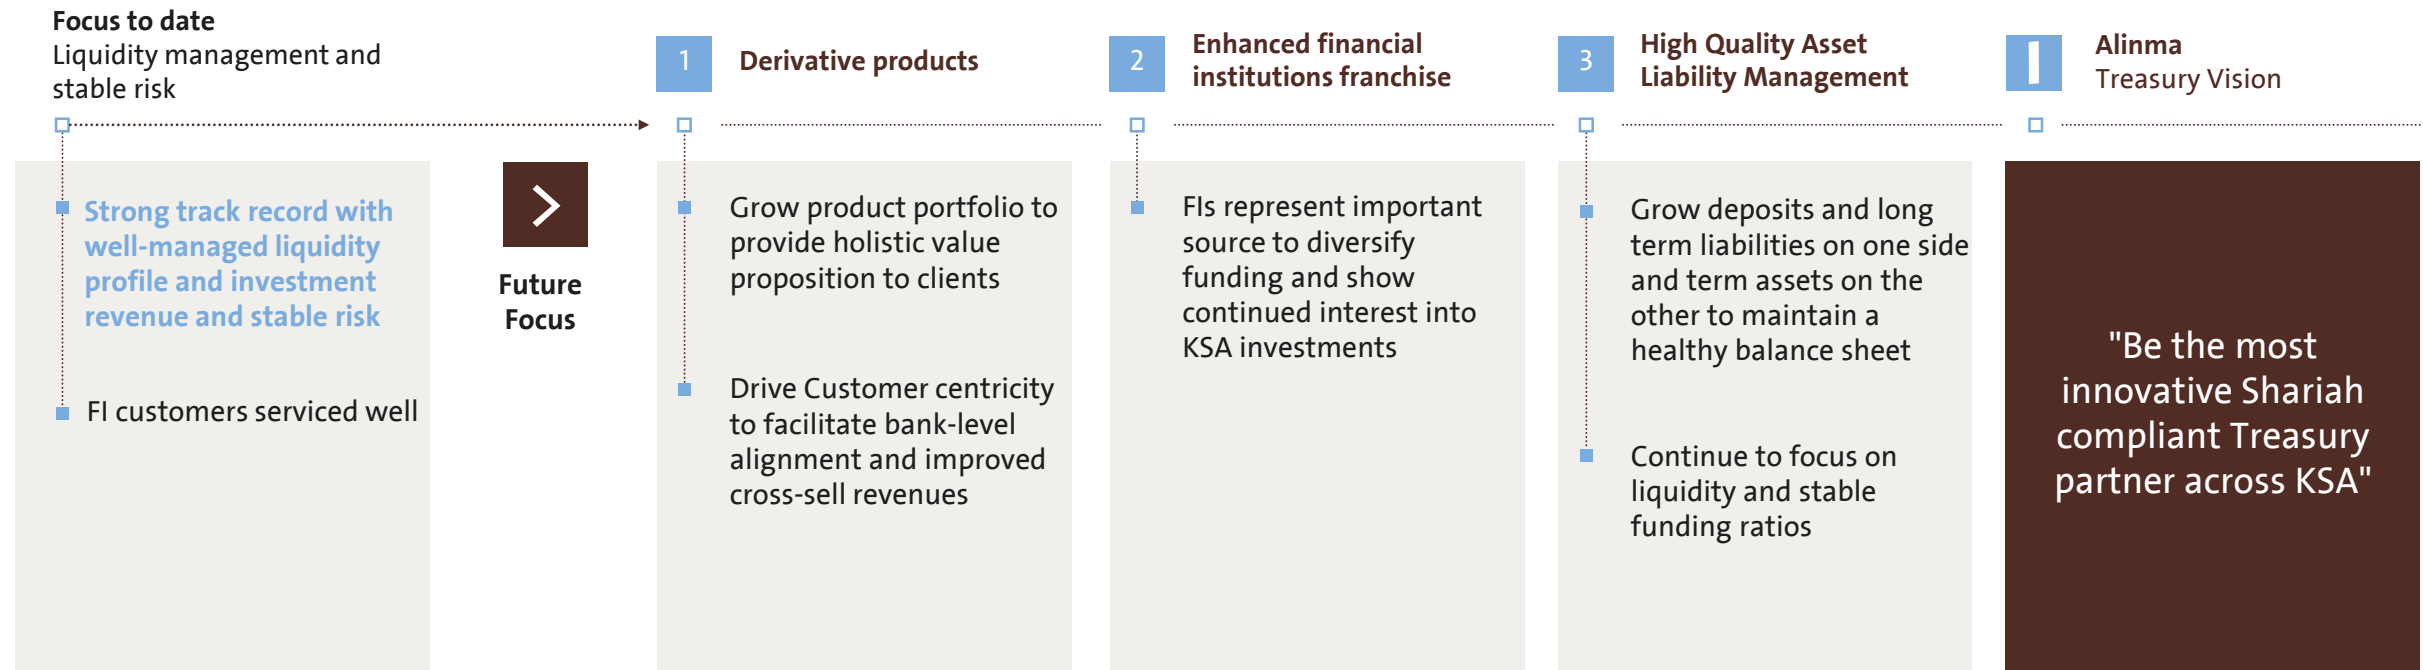 Focus to date
Liquidity management and
stable risk
Strong track record with
well-managed liquidity
profile and investment
revenue and stable risk
FI customers serviced well
Future
Focus
1
Derivative products
Grow product portfolio to
provide holistic value
proposition to clients
Drive Customer centricity
to facilitate bank-level
alignment and improved
cross-sell revenues
2
Enhanced financial
institutions franchise
FIs represent important
source to diversify
funding and show
continued interest into
KSA investments
3
High Quality Asset
Liability Management
Grow deposits and long
term liabilities on one side
and term assets on the
other to maintain a
healthy balance sheet
Continue to focus on
liquidity and stable
funding ratios
Alinma
Treasury Vision
"Be the most
innovative Shariah
compliant Treasury
partner across KSA"